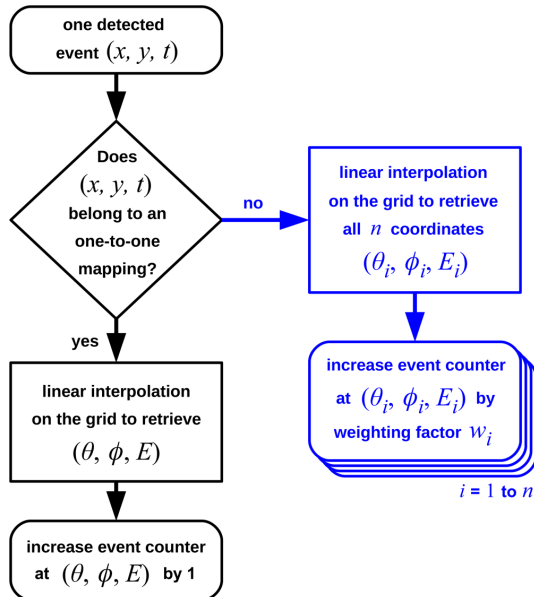 one detected
event (x, y, t)
Does
(x, y, t)
belong to an
one-to-one
mapping?
no
yes
linear interpolation
on the grid to retrieve
(θ, ϕ, E)
increase event counter
at (θ, ϕ, E) by 1
linear interpolation
on the grid to retrieve
all n coordinates
(θᵢ, ϕᵢ, Eᵢ)
increase event counter
at (θᵢ, ϕᵢ, Eᵢ) by
weighting factor wᵢ
i = 1 to n